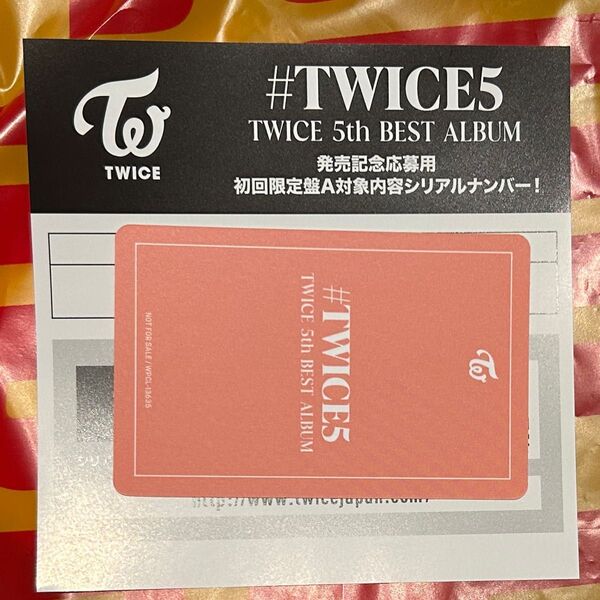 TWICE
#TWICE5
TWICE 5th BEST ALBUM
発売記念応募用
初回限定盤A対象内容シリアルナンバー!
#TWICE5
TWICE 5th BEST ALBUM
NOT FOR SALE / WPCL-13635
シリ
http://www.twicejapan.com/